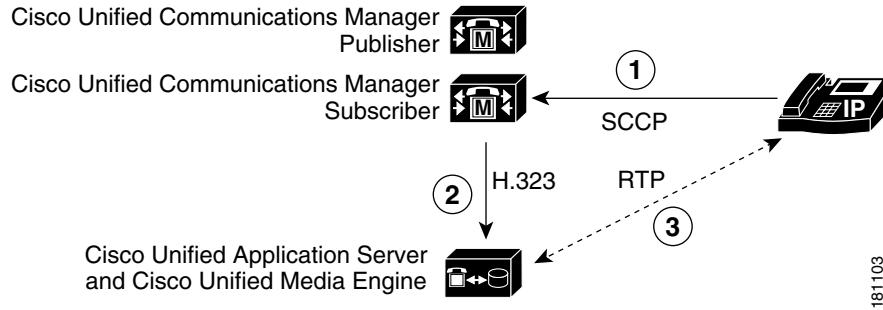 Cisco Unified Communications Manager
Publisher
M
Cisco Unified Communications Manager
Subscriber
M
1
SCCP
IP
2
H.323
RTP
3
Cisco Unified Application Server
and Cisco Unified Media Engine
181103